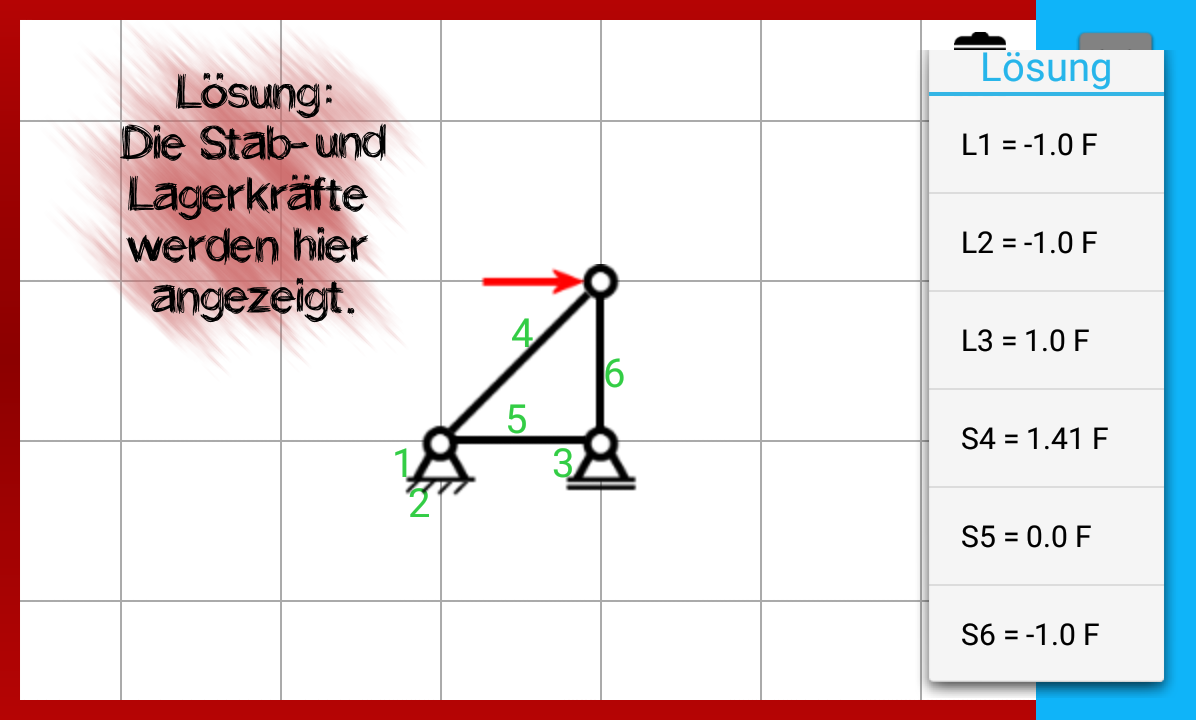 Lösung:
Die Stab- und
Lagerkräfte
werden hier
angezeigt.
4
6
5
1
3
2
Lösung
L1 = -1.0 F
L2 = -1.0 F
L3 = 1.0 F
S4 = 1.41 F
S5 = 0.0 F
S6 = -1.0 F